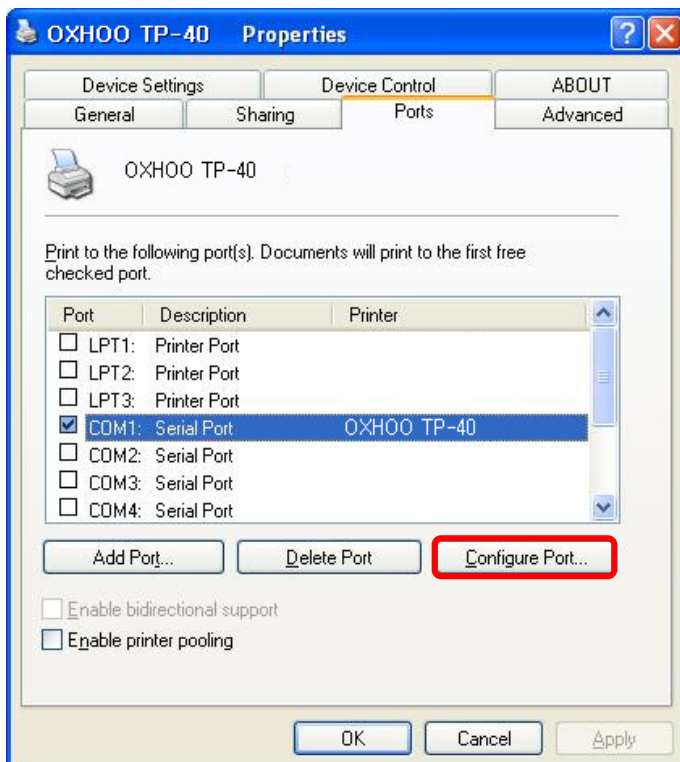 OXHOO TP-40 Properties
Device Settings Device Control ABOUT
General Sharing Ports Advanced
OXHOO TP-40
Print to the following port(s). Documents will print to the first free
checked port.
Port Description Printer
LPT1: Printer Port
LPT2: Printer Port
LPT3: Printer Port
COM1: Serial Port OXHOO TP-40
COM2: Serial Port
COM3: Serial Port
COM4: Serial Port
Add Port... Delete Port Configure Port...
Enable bidirectional support
Enable printer pooling
OK Cancel Apply